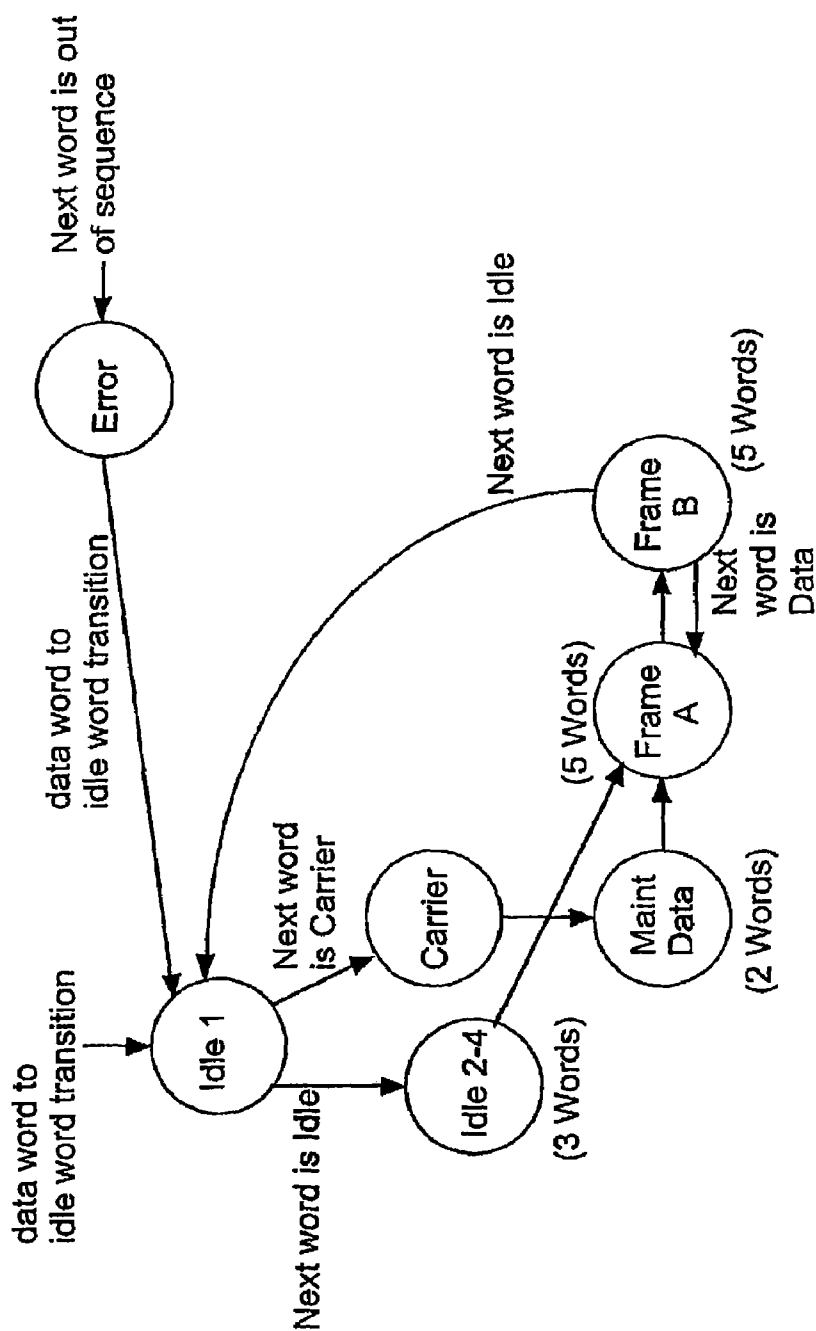 data word to
idle word transition
Idle 1
Next word is Idle
Idle 2-4
(3 Words)
Next word
is Carrier
Carrier
Maint
Data
(2 Words)
data word to
idle word transition
Error
Next word is out
of sequence
(5 Words)
Frame
A
Next word is Idle
Frame
B
(5 Words)
Next
word is
Data